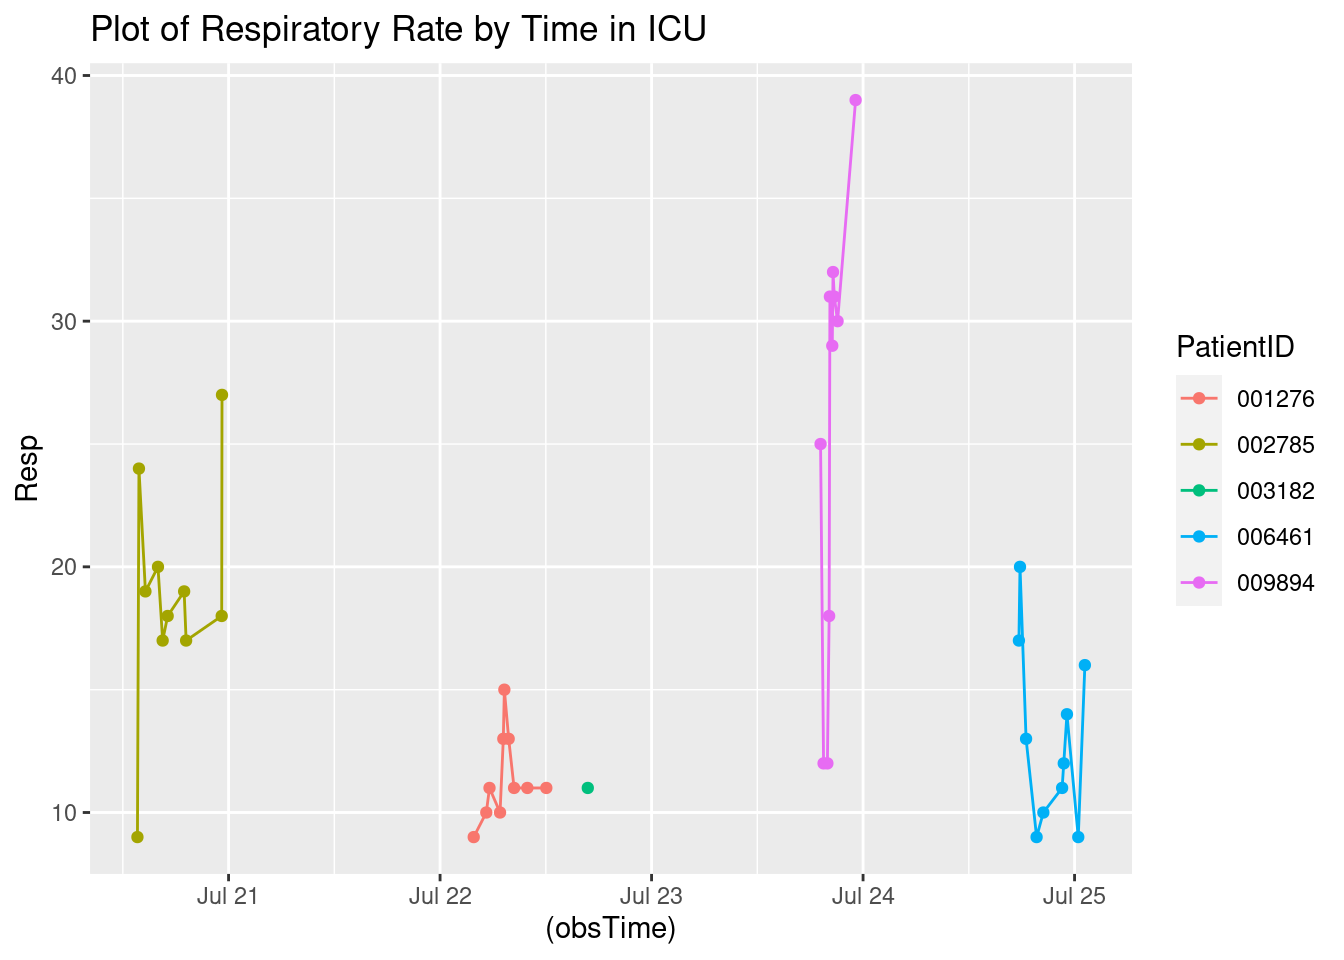 Plot of Respiratory Rate by Time in ICU
40
30
20
10
Resp
Jul 21
Jul 22
Jul 23
Jul 24
Jul 25
(obsTime)
PatientID
001276
002785
003182
006461
009894